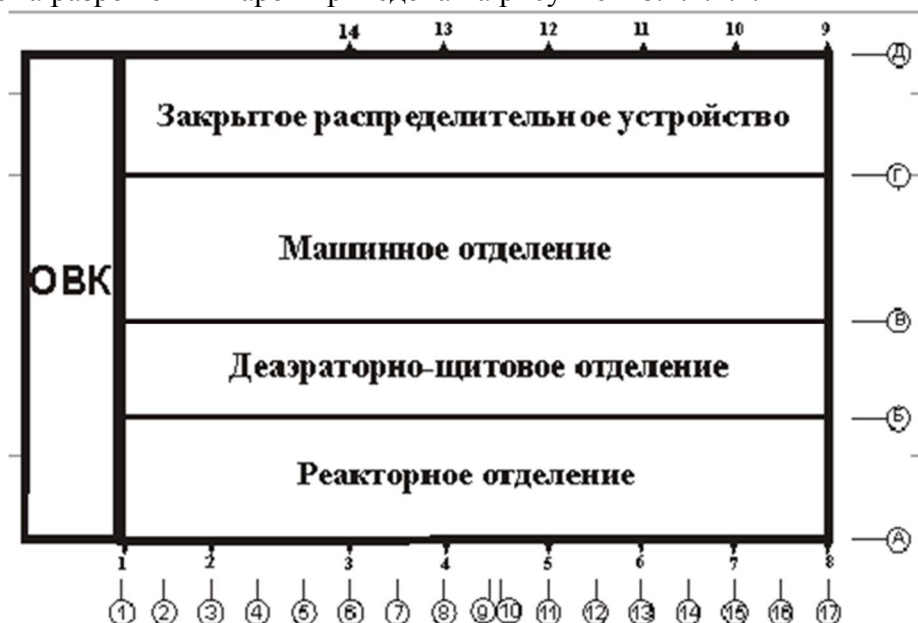 14 13 12 11 10 9
Д
Закрытое распределительное устройство
Г
Машинное отделение
ОВК
В
Деаэраторно-щитовое отделение
Б
Реакторное отделение
А
1 2 3 4 5 6 7 8
1 2 3 4 5 6 7 8 9 10 11 12 13 14 15 16 17